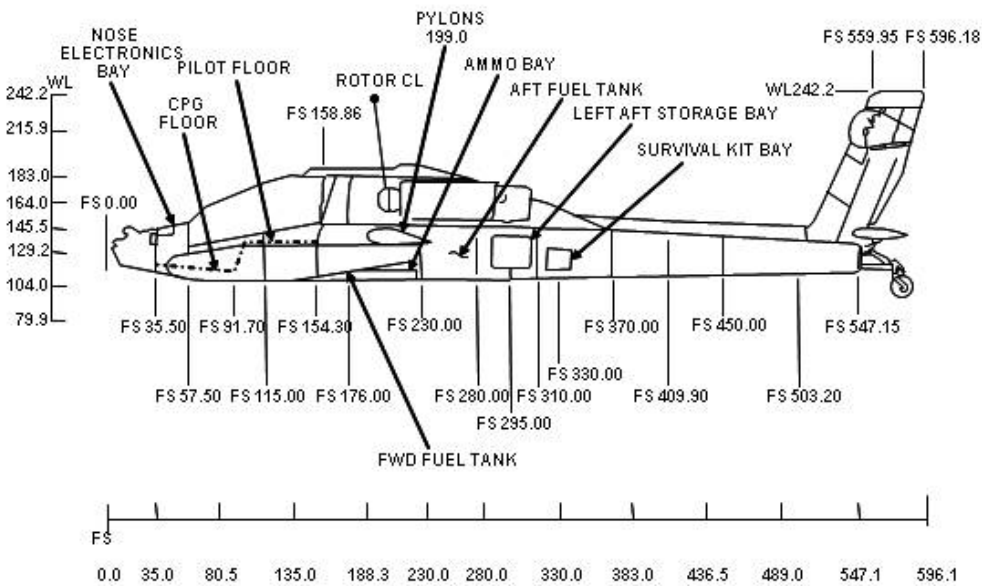 PYLONS
199.0
NOSE
ELECTRONICS
BAY
PILOT FLOOR
CPG
FLOOR
ROTOR CL
AMMO BAY
AFT FUEL TANK
LEFT AFT STORAGE BAY
SURVIVAL KIT BAY
FS 559.95
FS 596.18
WL242.2
WL
242.2
215.9
183.0
164.0
145.5
129.2
104.0
79.9
FS 158.86
FS 0.00
FS 35.50
FS 91.70
FS 154.30
FS 230.00
FS 370.00
FS 450.00
FS 547.15
FS 330.00
FS 57.50
FS 115.00
FS 176.00
FS 280.00
FS 310.00
FS 409.90
FS 503.20
FS 295.00
FWD FUEL TANK
FS
0.0 35.0 80.5 135.0 188.3 230.0 280.0 330.0 383.0 436.5 489.0 547.1 596.1